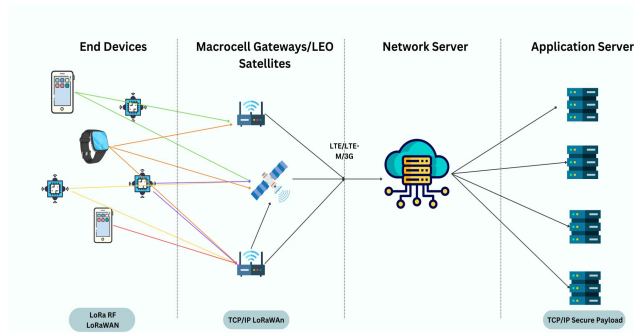 End Devices
Macrocell Gateways/LEO
Satellites
Network Server
Application Server
LTE/LTE-
M/3G
LoRa RF
LoRaWAN
TCP/IP LoRaWAn
TCP/IP Secure Payload